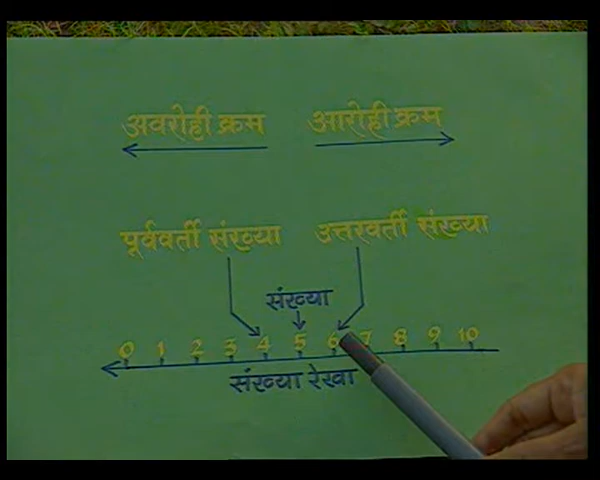 अवरोही क्रम आरोही क्रम
पूर्ववर्ती संख्या उत्तरवर्ती संख्या
संख्या
0 1 2 3 4 5 6 7 8 9 10
संख्या रेखा